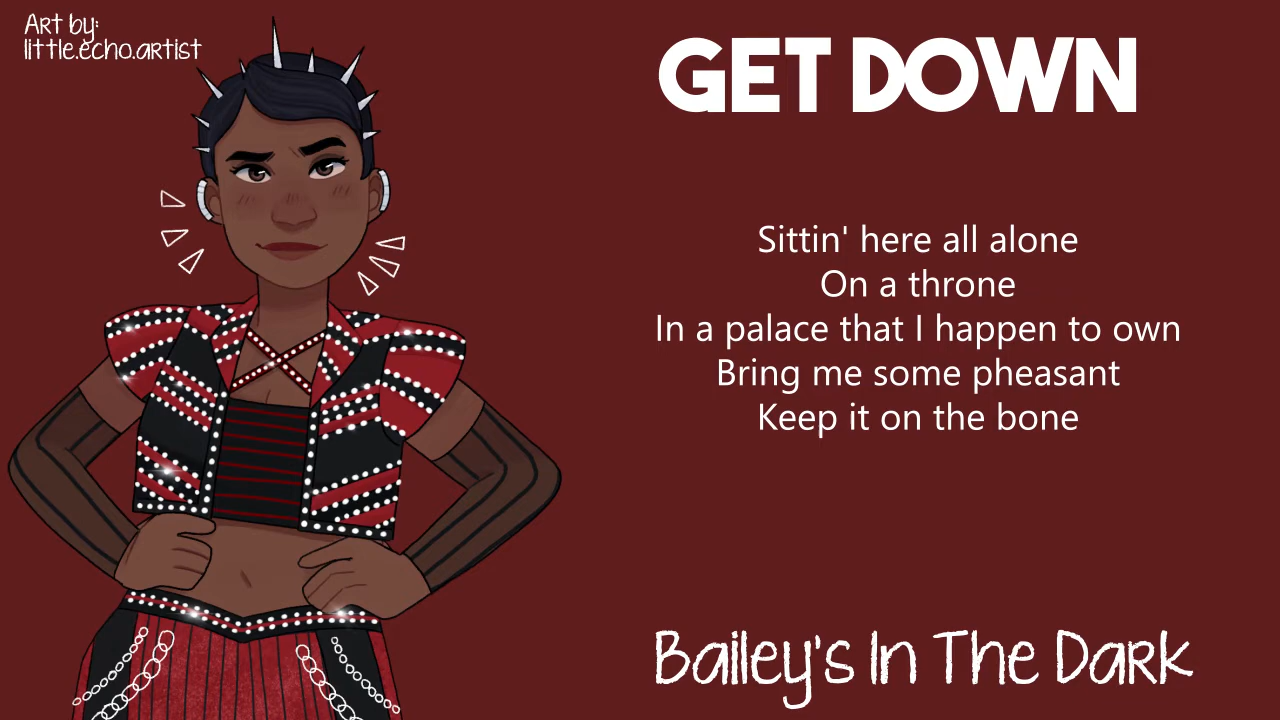 Art by:
little.echo.artist
GET DOWN
Sittin' here all alone
On a throne
In a palace that I happen to own
Bring me some pheasant
Keep it on the bone
Bailey's In The Dark